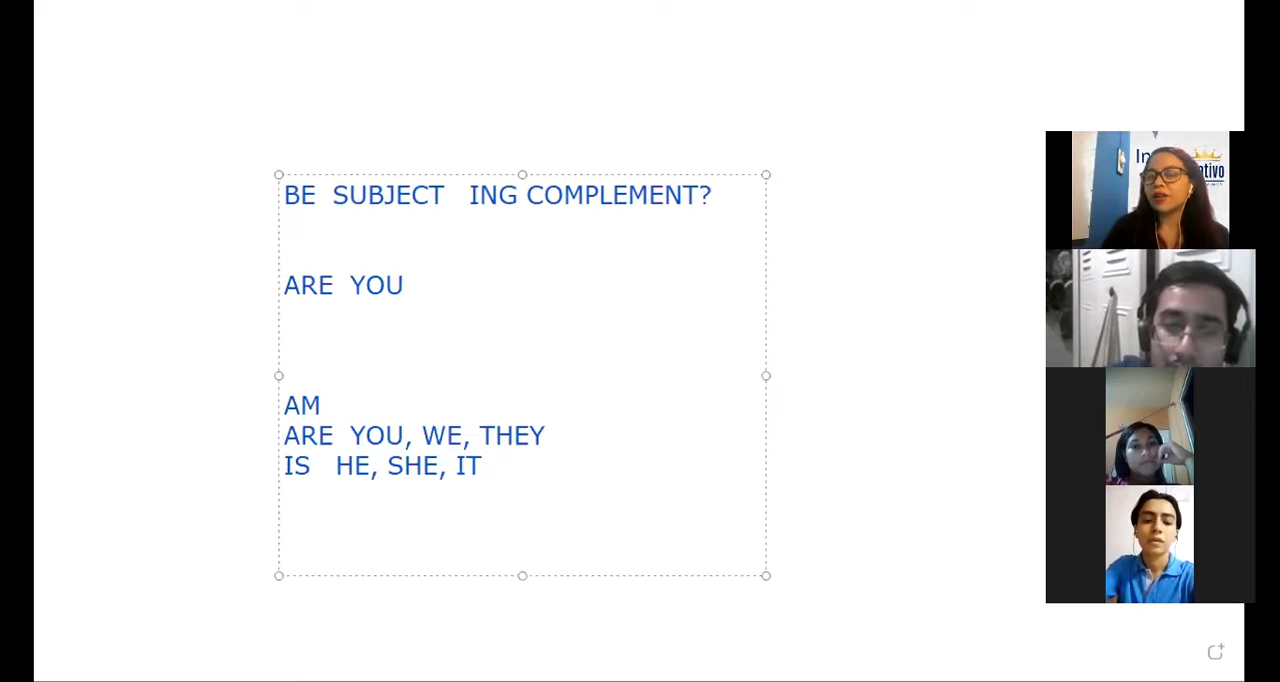 BE SUBJECT ING COMPLEMENT?
ARE YOU
AM
ARE YOU, WE, THEY
IS HE, SHE, IT